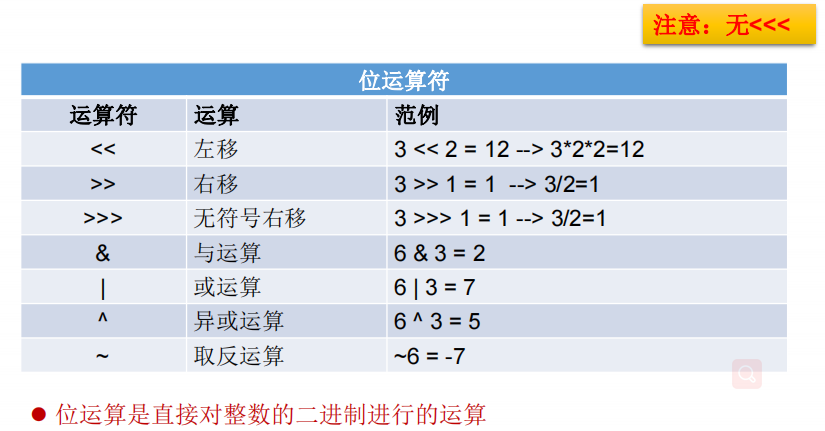 注意：无<<<
位运算符
运算符 运算 范例
<< 左移 3 << 2 = 12 --> 3*2*2=12
>> 右移 3 >> 1 = 1 --> 3/2=1
>>> 无符号右移 3 >>> 1 = 1 --> 3/2=1
& 与运算 6 & 3 = 2
| 或运算 6 | 3 = 7
^ 异或运算 6 ^ 3 = 5
~ 取反运算 ~6 = -7
● 位运算是直接对整数的二进制进行的运算